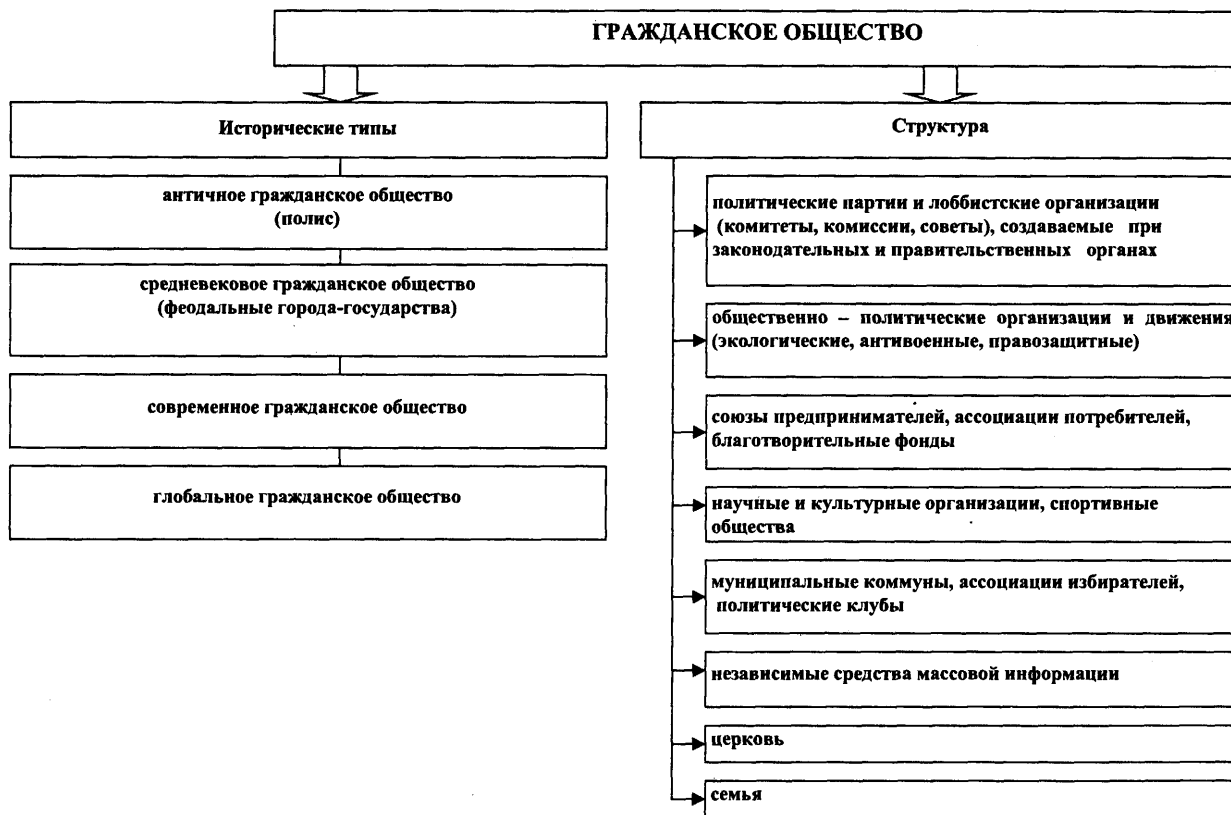 ГРАЖДАНСКОЕ ОБЩЕСТВО
Исторические типы
античное гражданское общество
(полис)
средневековое гражданское общество
(феодальные города-государства)
современное гражданское общество
глобальное гражданское общество
Структура
политические партии и лоббистские организации
(комитеты, комиссии, советы), создаваемые при
законодательных и правительственных органах
общественно – политические организации и движения
(экологические, антивоенные, правозащитные)
союзы предпринимателей, ассоциации потребителей,
благотворительные фонды
научные и культурные организации, спортивные
общества
муниципальные коммуны, ассоциации избирателей,
политические клубы
независимые средства массовой информации
церковь
семья